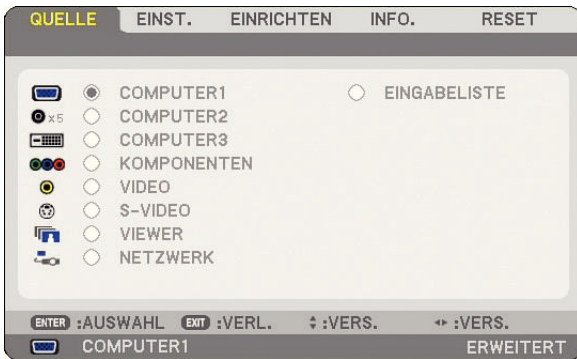 QUELLE EINST. EINRICHTEN INFO. RESET
COMPUTER1 EINGABELISTE
x5 COMPUTER2
COMPUTER3
KOMPONENTEN
VIDEO
S-VIDEO
VIEWER
NETZWERK
ENTER :AUSWAHL EXIT :VERL. :VERS. :VERS.
COMPUTER1 ERWEITERT